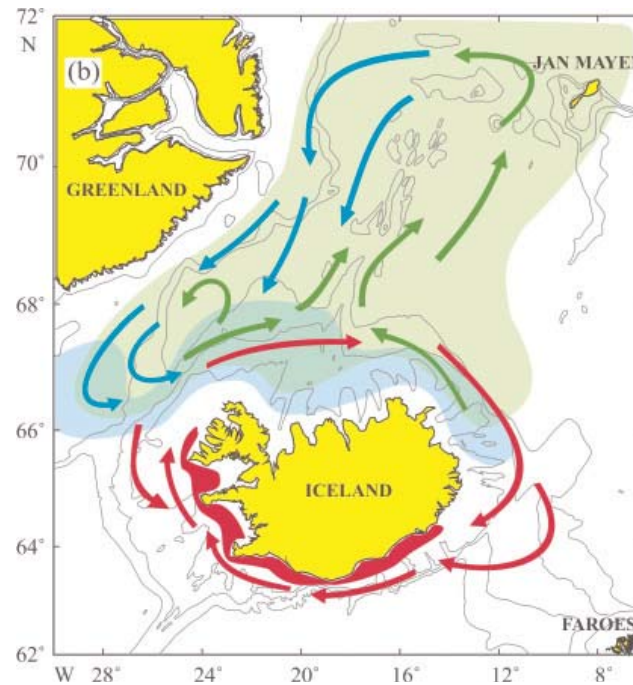 72˚
N
(b)
JAN MAYEN
70˚
GREENLAND
68˚
66˚
ICELAND
64˚
FAROES
62˚
W 28˚ 24˚ 20˚ 16˚ 12˚ 8˚